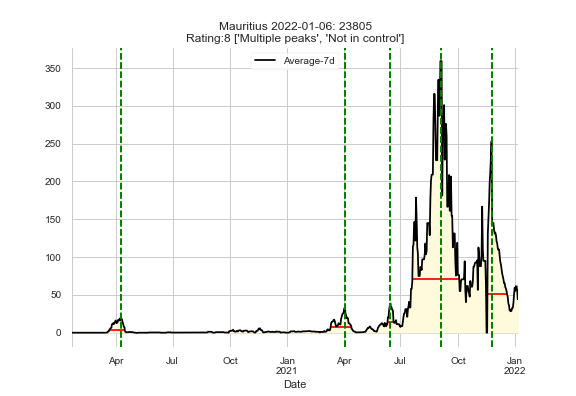 Mauritius 2022-01-06: 23805
Rating:8 ['Multiple peaks', 'Not in control']
Average-7d
350
300
250
200
150
100
50
0
Apr Jul Oct Jan Apr Jul Oct Jan
2021 2022
Date